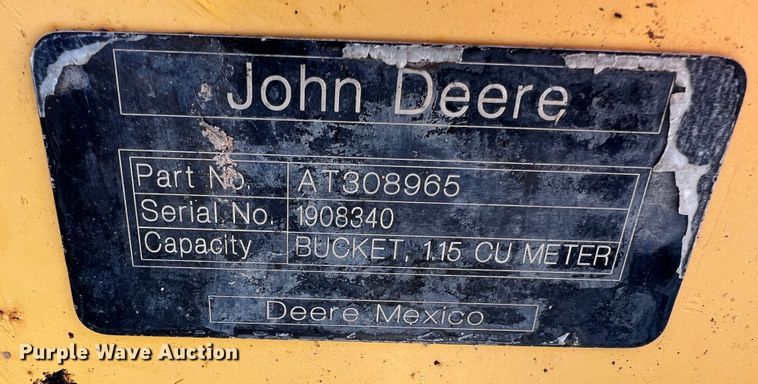 John Deere
Part No. AT308965
Serial No. 1908340
Capacity BUCKET, 1.15 CU METER
Deere Mexico
Purple Wave Auction